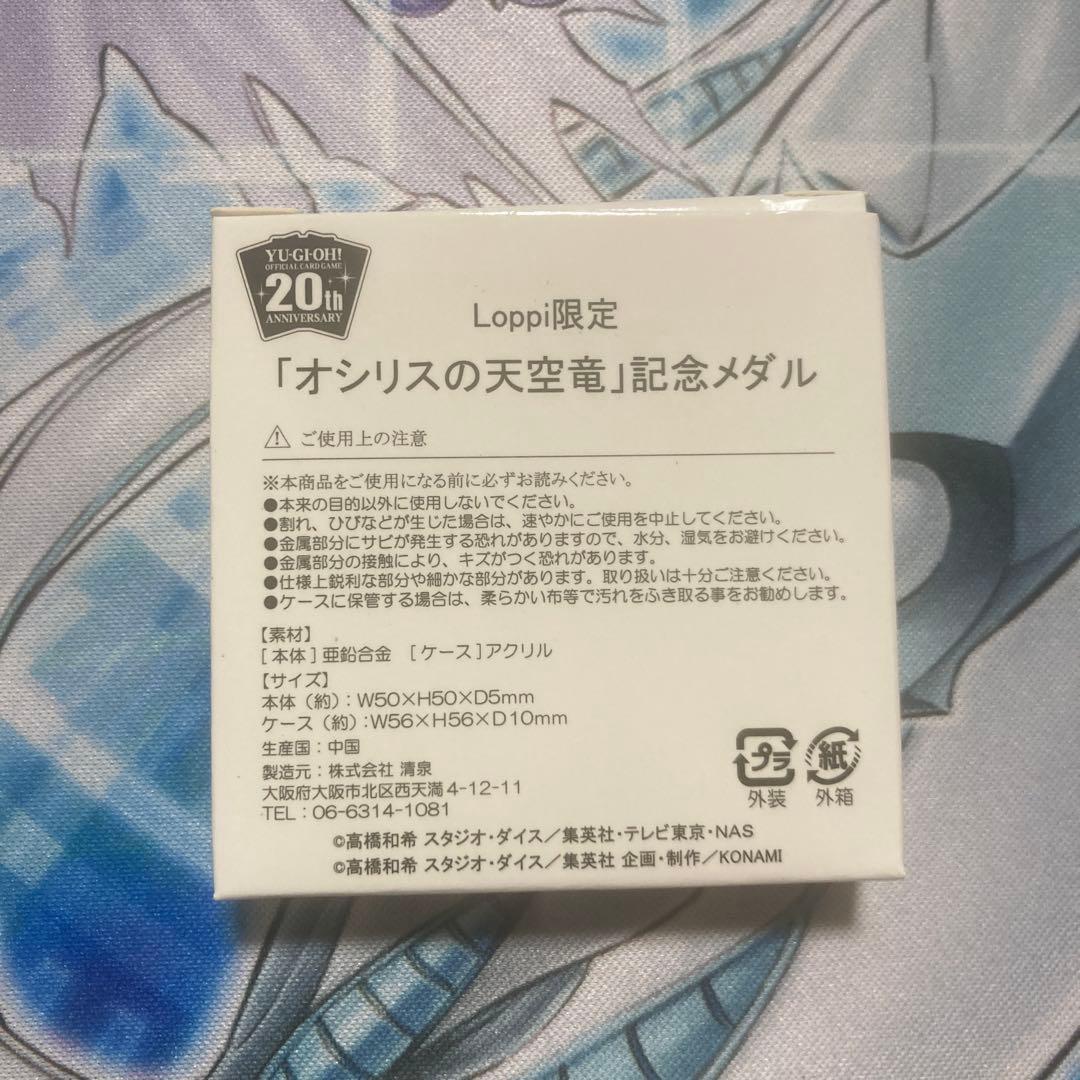 YU-GI-OH!
OFFICIAL CARD GAME
20th
ANNIVERSARY
Loppi限定
「オシリスの天空竜」記念メダル
ご使用上の注意
※本商品をご使用になる前に必ずお読みください。
●本来の目的以外に使用しないでください。
●割れ、ひびなどが生じた場合は、速やかにご使用を中止してください。
●金属部分にサビが発生する恐れがありますので、水分、湿気をお避けください。
●金属部分の接触により、キズがつく恐れがあります。
●仕様上鋭利な部分や細かな部分があります。取り扱いは十分ご注意ください。
●ケースに保管する場合は、柔らかい布等で汚れをふき取る事をお勧めします。
【素材】
[本体]亜鉛合金 [ケース]アクリル
【サイズ】
本体（約）：W50×H50×D5mm
ケース（約）：W56×H56×D10mm
生産国：中国
製造元：株式会社 清泉
大阪府大阪市北区西天満4-12-11
TEL：06-6314-1081
プラ
外装
紙
外箱
©高橋和希 スタジオ・ダイス／集英社・テレビ東京・NAS
©高橋和希 スタジオ・ダイス／集英社 企画・制作／KONAMI